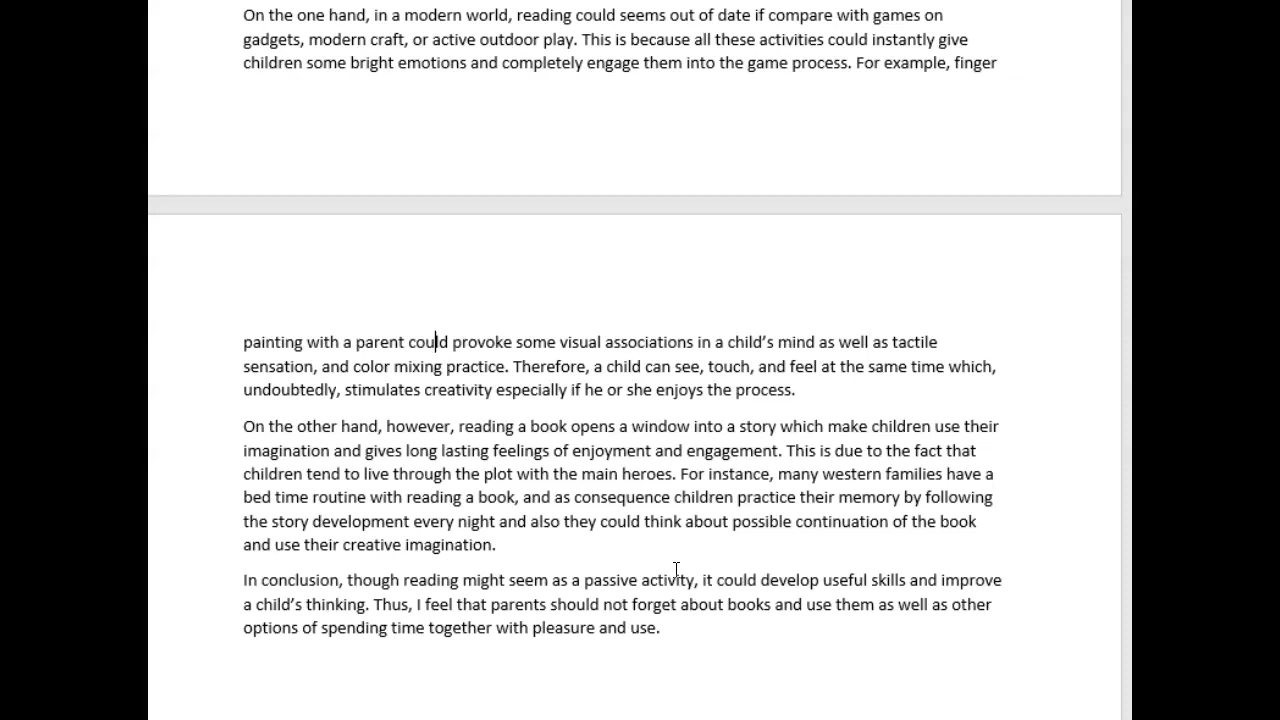 On the one hand, in a modern world, reading could seems out of date if compare with games on
gadgets, modern craft, or active outdoor play. This is because all these activities could instantly give
children some bright emotions and completely engage them into the game process. For example, finger
painting with a parent could provoke some visual associations in a child’s mind as well as tactile
sensation, and color mixing practice. Therefore, a child can see, touch, and feel at the same time which,
undoubtedly, stimulates creativity especially if he or she enjoys the process.
On the other hand, however, reading a book opens a window into a story which make children use their
imagination and gives long lasting feelings of enjoyment and engagement. This is due to the fact that
children tend to live through the plot with the main heroes. For instance, many western families have a
bed time routine with reading a book, and as consequence children practice their memory by following
the story development every night and also they could think about possible continuation of the book
and use their creative imagination.
In conclusion, though reading might seem as a passive activity, it could develop useful skills and improve
a child’s thinking. Thus, I feel that parents should not forget about books and use them as well as other
options of spending time together with pleasure and use.